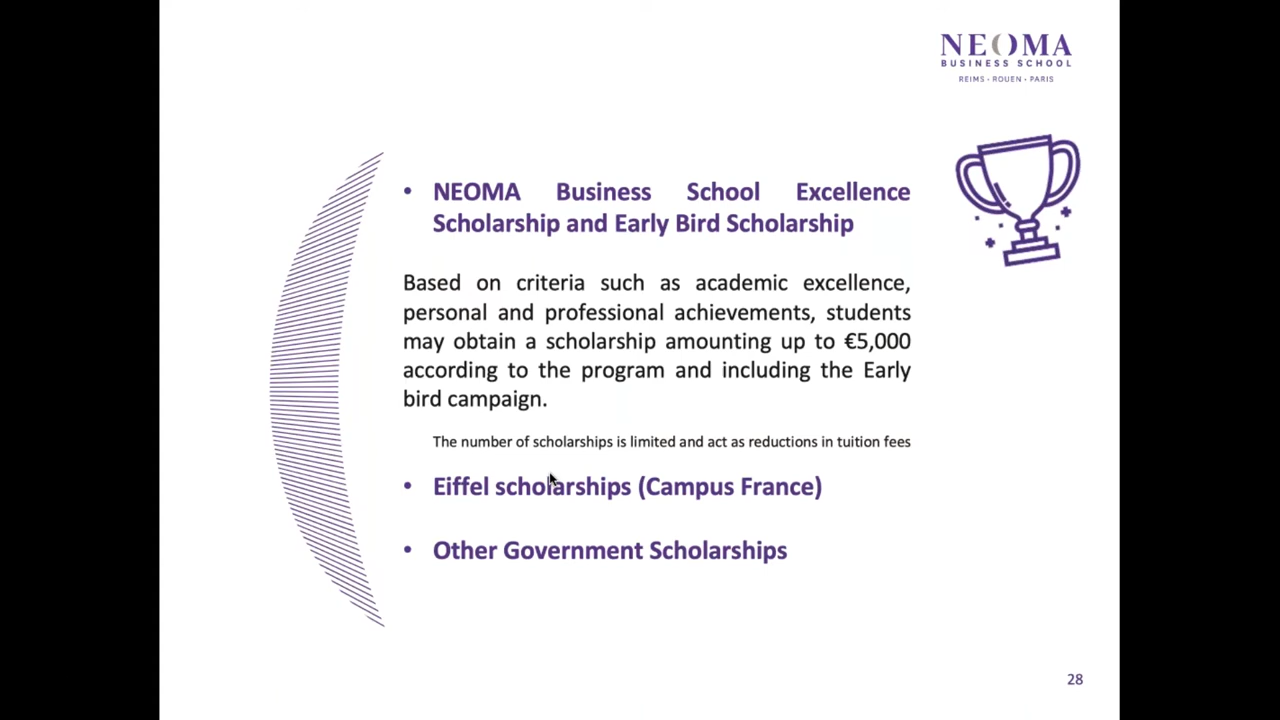 NEOMA
BUSINESS SCHOOL
REIMS • ROUEN • PARIS
• NEOMA Business School Excellence
Scholarship and Early Bird Scholarship
Based on criteria such as academic excellence,
personal and professional achievements, students
may obtain a scholarship amounting up to €5,000
according to the program and including the Early
bird campaign.
The number of scholarships is limited and act as reductions in tuition fees
• Eiffel scholarships (Campus France)
• Other Government Scholarships
28